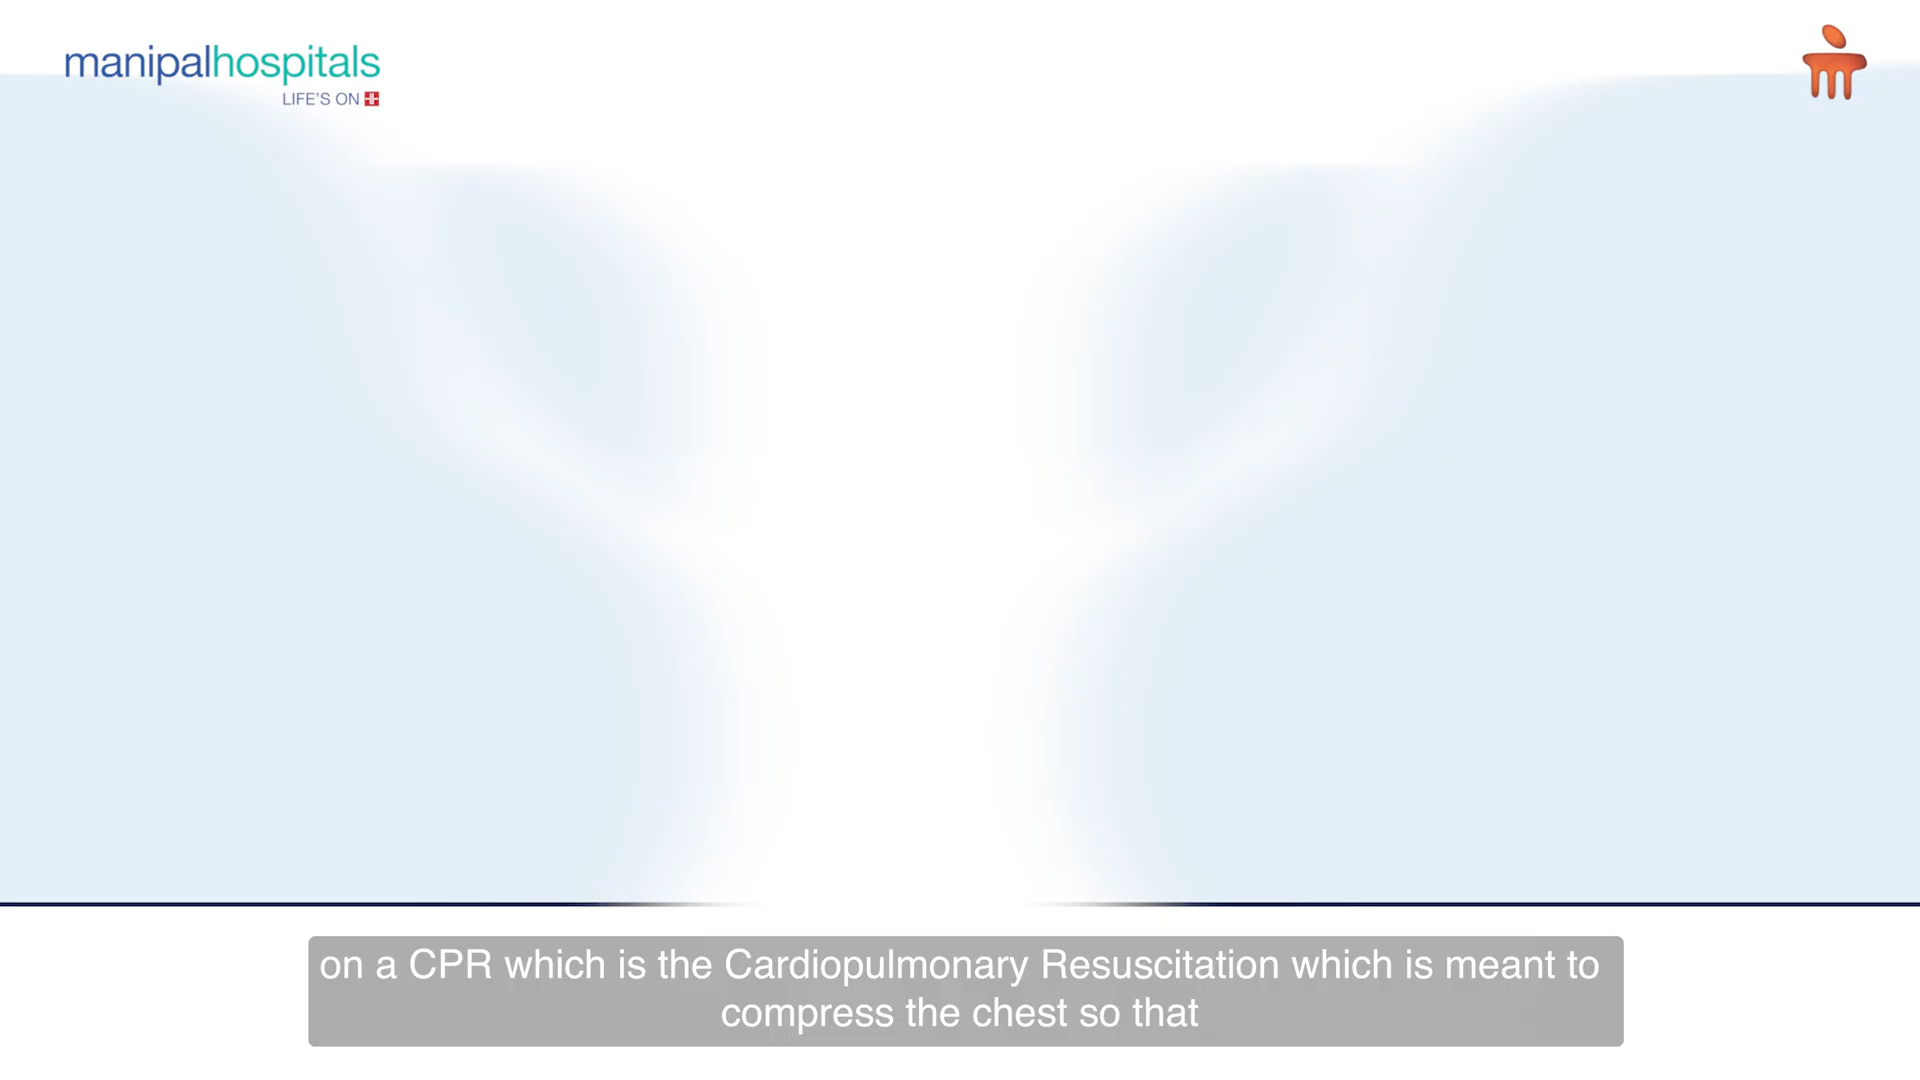 manipalhospitals
LIFE'S ON
on a CPR which is the Cardiopulmonary Resuscitation which is meant to
compress the chest so that